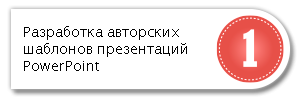 Разработка авторских
шаблонов презентаций
PowerPoint
1